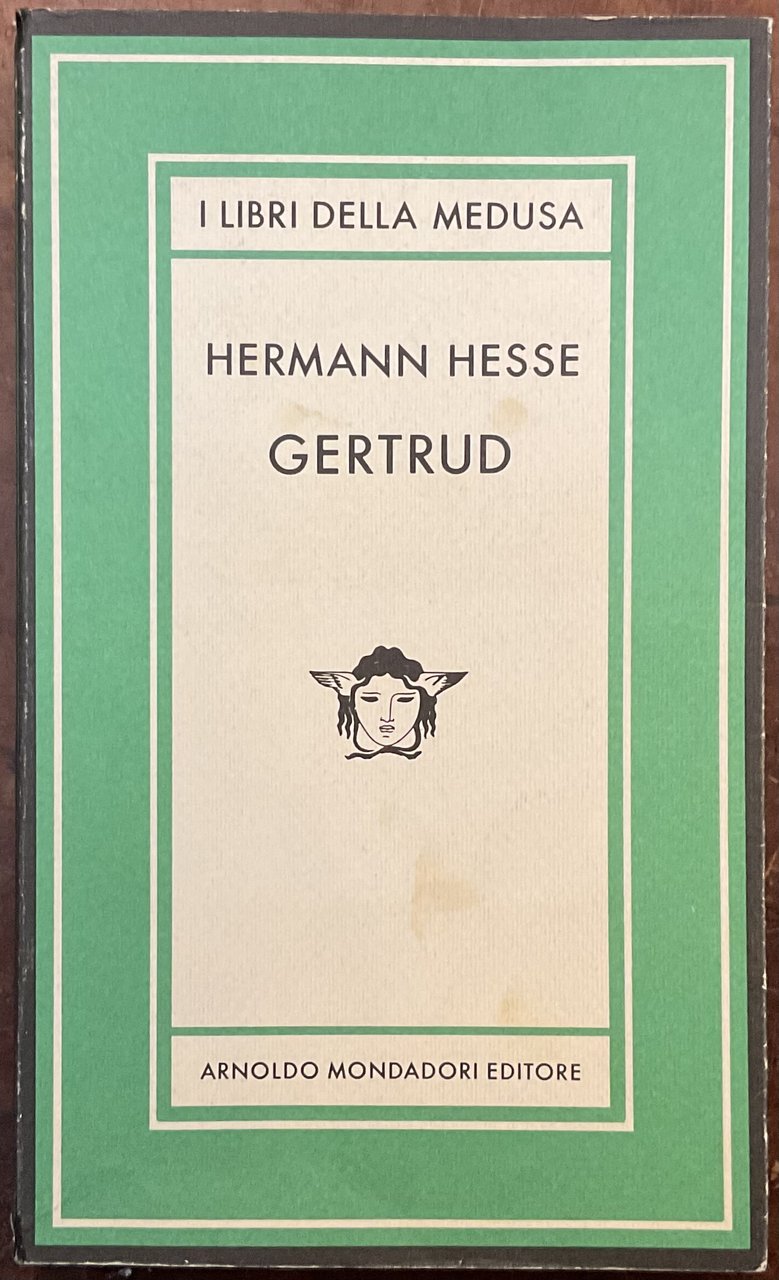 I LIBRI DELLA MEDUSA
HERMANN HESSE
GERTRUD
ARNOLDO MONDADORI EDITORE